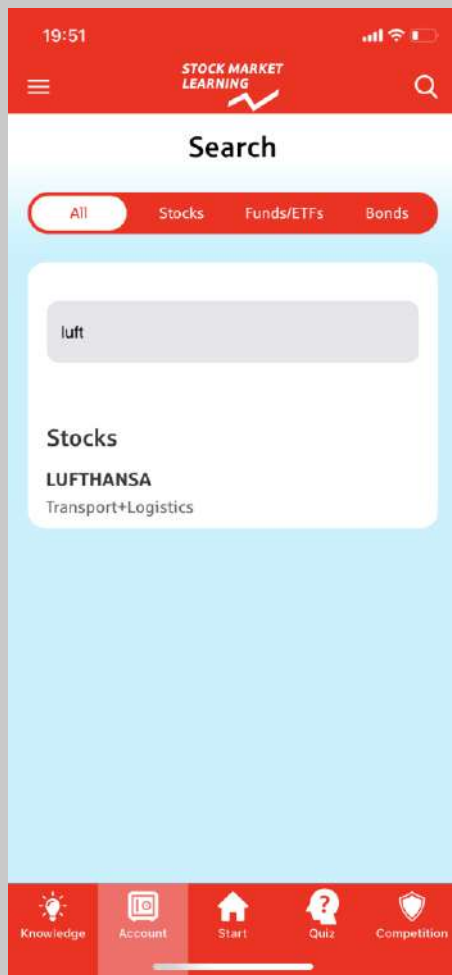 19:51
STOCK MARKET
LEARNING
Search
All Stocks Funds/ETFs Bonds
luft
Stocks
LUFTHANSA
Transport+Logistics
Knowledge Account Start Quiz Competition